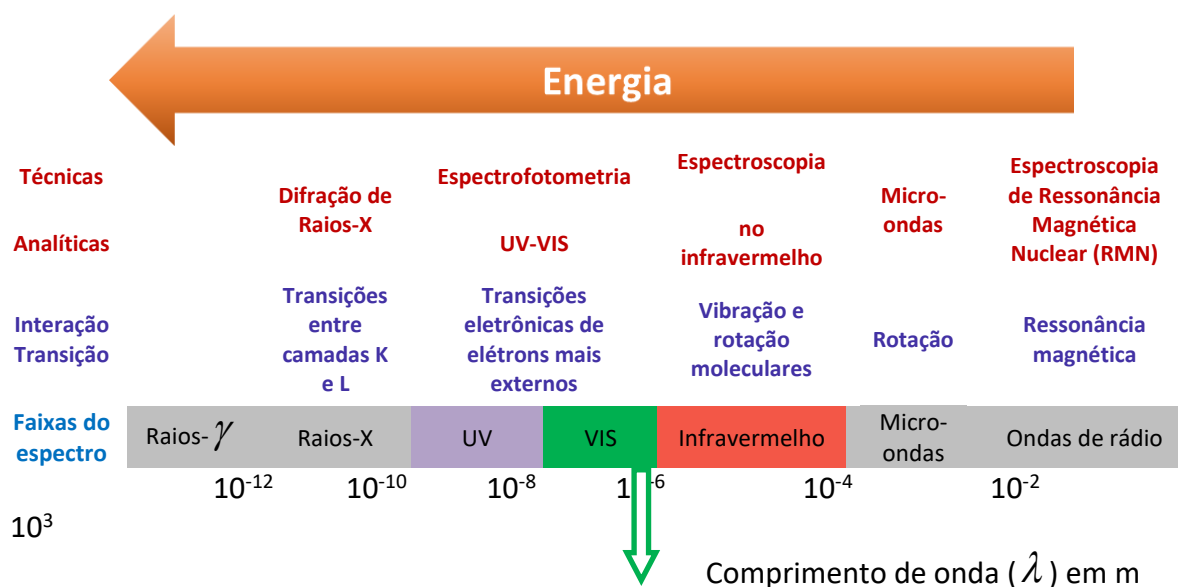 Energia
Técnicas
Analíticas
Difração de
Raios-X
Espectrofotometria
UV-VIS
Espectroscopia
no
infravermelho
Micro-
ondas
Espectroscopia
de Ressonância
Magnética
Nuclear (RMN)
Interação
Transição
Transições
entre
camadas K
e L
Transições
eletrônicas de
elétrons mais
externos
Vibração e
rotação
moleculares
Rotação
Ressonância
magnética
Faixas do
espectro
Raios-γ
Raios-X
UV
VIS
Infravermelho
Micro-
ondas
Ondas de rádio
10⁻¹² 10⁻¹⁰ 10⁻⁸ 10⁻⁴ 10⁻²
10³
Comprimento de onda (λ) em m